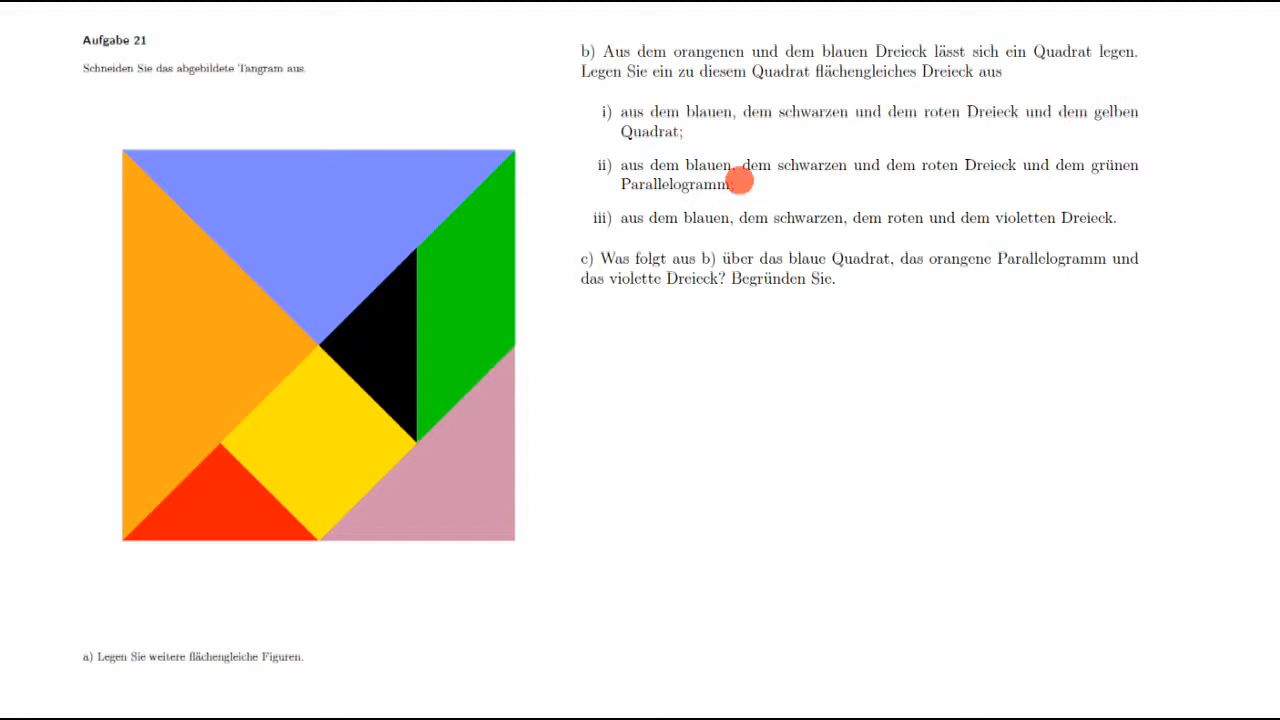 Aufgabe 21
Schneiden Sie das abgebildete Tangram aus.
a) Legen Sie weitere flächengleiche Figuren.
b) Aus dem orangenen und dem blauen Dreieck lässt sich ein Quadrat legen.
Legen Sie ein zu diesem Quadrat flächengleiches Dreieck aus
i) aus dem blauen, dem schwarzen und dem roten Dreieck und dem gelben
Quadrat;
ii) aus dem blauen, dem schwarzen und dem roten Dreieck und dem grünen
Parallelogramm;
iii) aus dem blauen, dem schwarzen, dem roten und dem violetten Dreieck.
c) Was folgt aus b) über das blaue Quadrat, das orangene Parallelogramm und
das violette Dreieck? Begründen Sie.